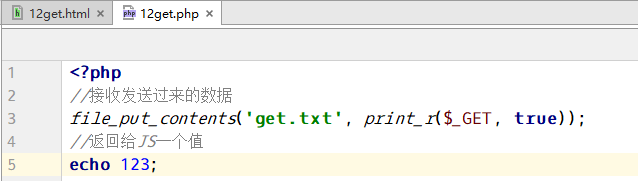 12get.html × 12get.php ×
1 <?php
2 //接收发送过来的数据
3 file_put_contents('get.txt', print_r($_GET, true));
4 //返回给JS一个值
5 echo 123;